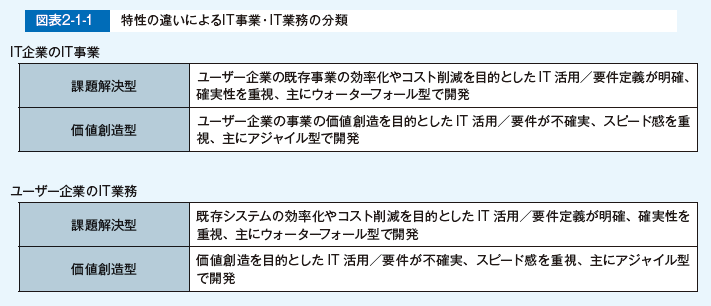 図表2-1-1 特性の違いによるIT事業・IT業務の分類
IT企業のIT事業
課題解決型
ユーザー企業の既存事業の効率化やコスト削減を目的としたIT活用／要件定義が明確、
確実性を重視、主にウォーターフォール型で開発
価値創造型
ユーザー企業の事業の価値創造を目的としたIT活用／要件が不確実、スピード感を重
視、主にアジャイル型で開発
ユーザー企業のIT業務
課題解決型
既存システムの効率化やコスト削減を目的としたIT活用／要件定義が明確、確実性を
重視、主にウォーターフォール型で開発
価値創造型
価値創造を目的としたIT活用／要件が不確実、スピード感を重視、主にアジャイル型
で開発